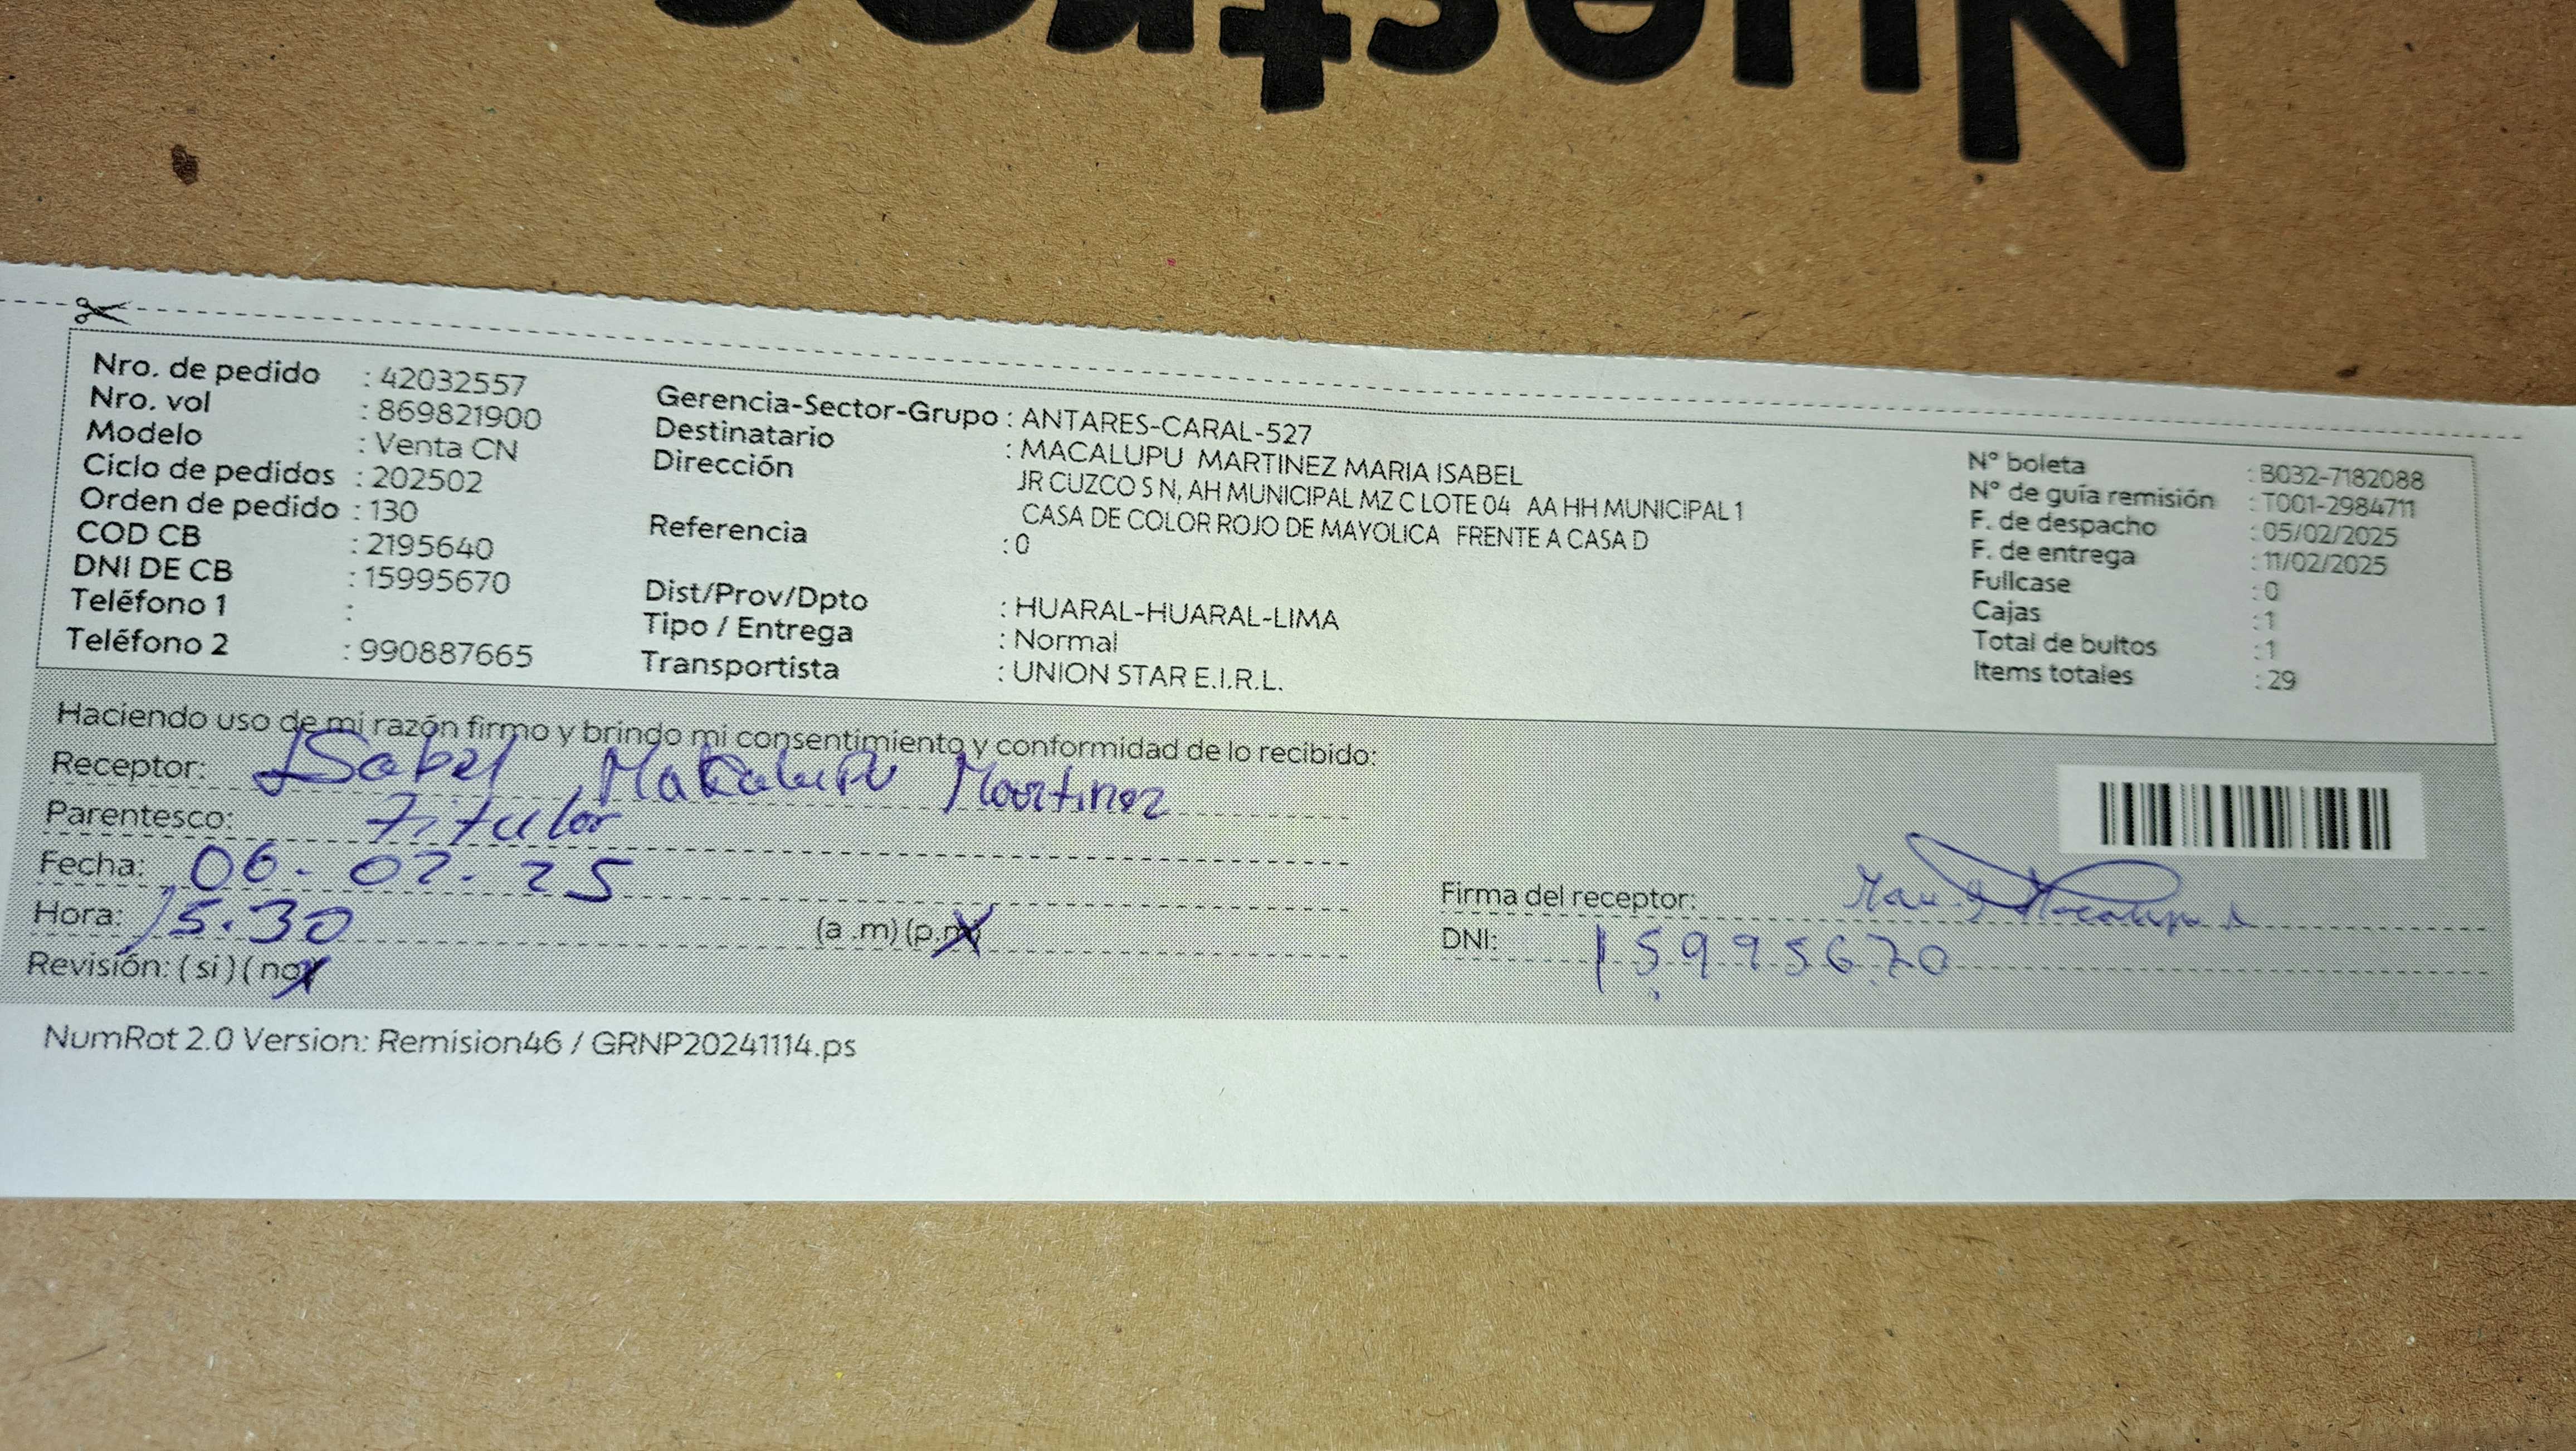 Nuestros
Nro. de pedido : 42032557
Nro. vol : 869821900
Modelo : Venta CN
Ciclo de pedidos : 202502
Orden de pedido : 130
COD CB : 2195640
DNI DE CB : 15995670
Teléfono 1 :
Teléfono 2 : 990887665
Gerencia-Sector-Grupo : ANTARES-CARAL-527
Destinatario : MACALUPU MARTINEZ MARIA ISABEL
Dirección JR CUZCO S N, AH MUNICIPAL MZ C LOTE 04 AA HH MUNICIPAL 1
CASA DE COLOR ROJO DE MAYOLICA FRENTE A CASA D
Referencia : 0
Dist/Prov/Dpto : HUARAL-HUARAL-LIMA
Tipo / Entrega : Normal
Transportista : UNION STAR E.I.R.L.
N° boleta : B032-7182088
N° de guía remisión : T001-2984711
F. de despacho : 05/02/2025
F. de entrega : 11/02/2025
Fullcase : 0
Cajas : 1
Total de bultos : 1
Items totales : 29
Haciendo uso de mi razón firmo y brindo mi consentimiento y conformidad de lo recibido:
Receptor: Isabel Makalupu Martinez
Parentesco: Titular
Fecha: 06. 02. 25
Hora: 15.30 (a .m) (p.m)
Revisión: ( si ) ( no )
Firma del receptor:
DNI: 15995670
NumRot 2.0 Version: Remision46 / GRNP20241114.ps